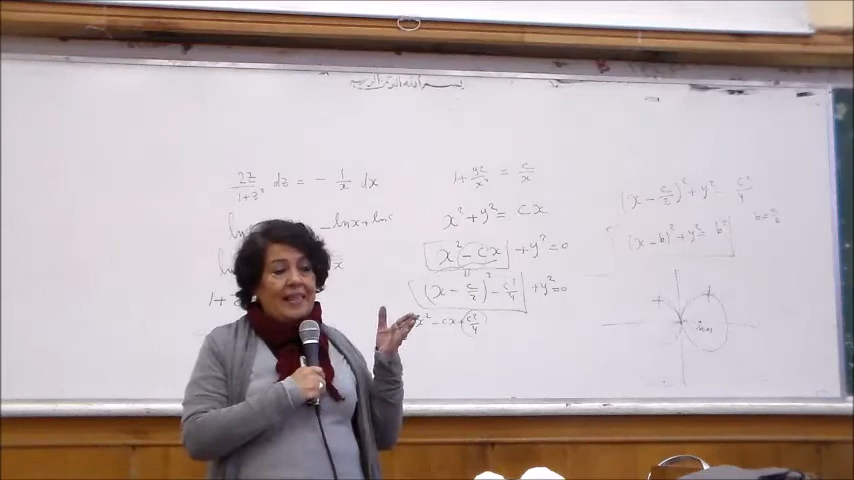 بسم الله الرحمن الرحيم
2z/(1+z²) dz = - 1/x dx
- ln x + ln c
1 + y²/x² = c/x
x² + y² = cx
x² - cx + y² = 0
(x - c/2)² - c²/4 + y² = 0
x² - cx + c²/4
(x - c/2)² + y² = c²/4
(x - b)² + y² = b²
b = c/2